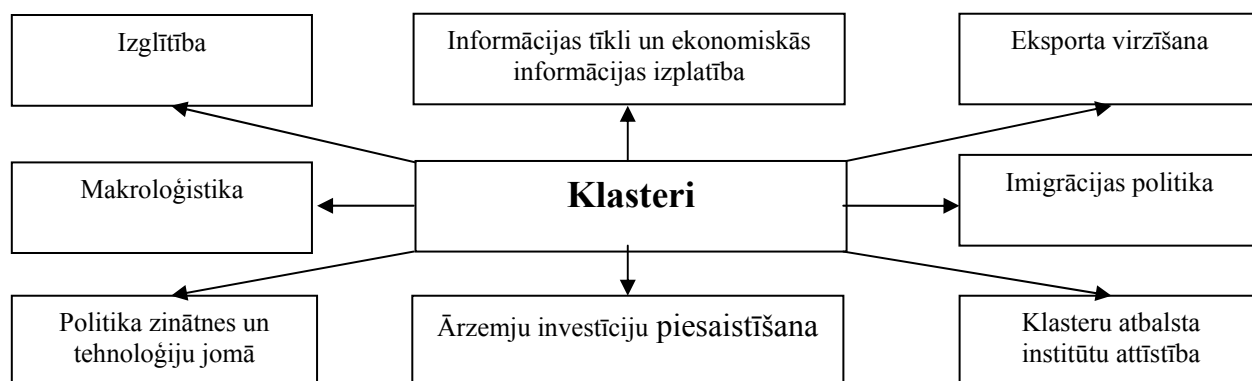 Izglītība
Informācijas tīkli un ekonomiskās
informācijas izplatība
Eksporta virzīšana
Makroloģistika
Klasteri
Imigrācijas politika
Politika zinātnes un
tehnoloģiju jomā
Ārzemju investīciju piesaistīšana
Klasteru atbalsta
institūtu attīstība